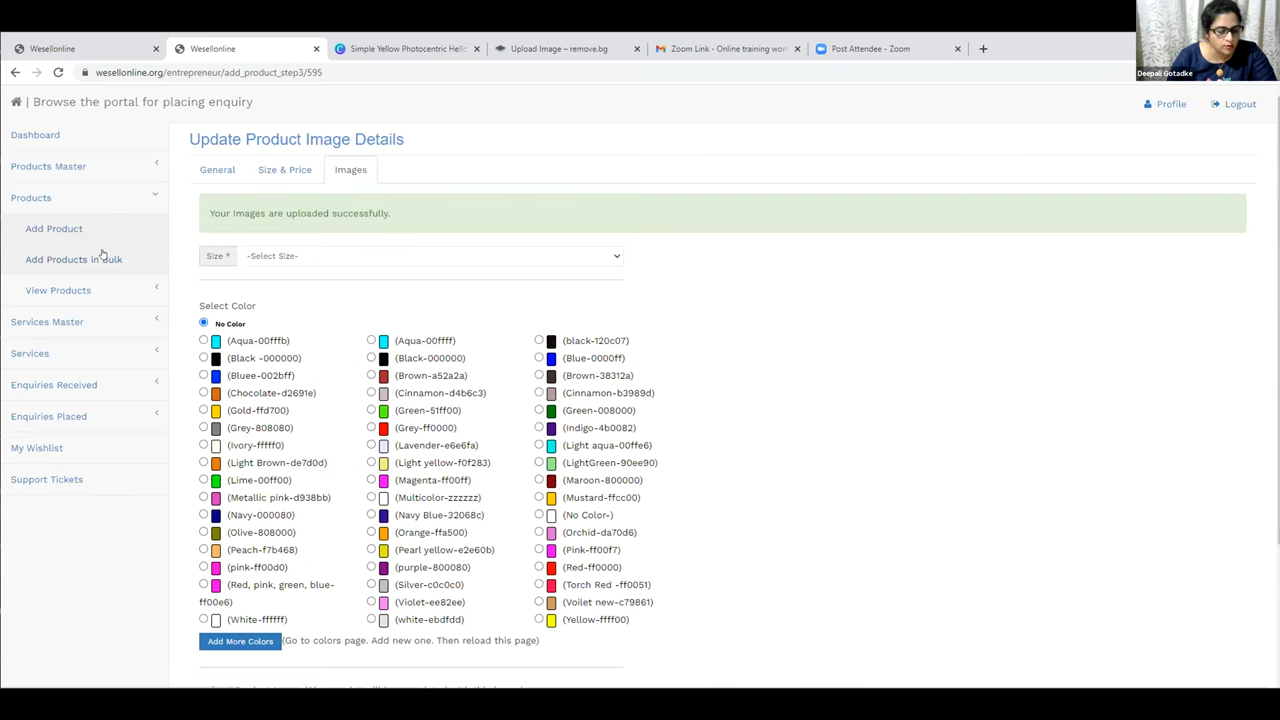 Wesellonline
Wesellonline
Simple Yellow Photocentric Hello
Upload Image – remove.bg
Zoom Link - Online training wor
Post Attendee - Zoom
wesellonline.org/entrepreneur/add_product_step3/595
Deepali Gotadke
| Browse the portal for placing enquiry
Profile
Logout
Dashboard
Products Master
Products
Add Product
Add Products in Bulk
View Products
Services Master
Services
Enquiries Received
Enquiries Placed
My Wishlist
Support Tickets
Update Product Image Details
General Size & Price Images
Your Images are uploaded successfully.
Size * -Select Size-
Select Color
No Color
(Aqua-00fffb) (Aqua-00ffff) (black-120c07)
(Black -000000) (Black-000000) (Blue-0000ff)
(Bluee-002bff) (Brown-a52a2a) (Brown-38312a)
(Chocolate-d2691e) (Cinnamon-d4b6c3) (Cinnamon-b3989d)
(Gold-ffd700) (Green-51ff00) (Green-008000)
(Grey-808080) (Grey-ff0000) (Indigo-4b0082)
(Ivory-fffff0) (Lavender-e6e6fa) (Light aqua-00ffe6)
(Light Brown-de7d0d) (Light yellow-f0f283) (LightGreen-90ee90)
(Lime-00ff00) (Magenta-ff00ff) (Maroon-800000)
(Metallic pink-d938bb) (Multicolor-zzzzzz) (Mustard-ffcc00)
(Navy-000080) (Navy Blue-32068c) (No Color-)
(Olive-808000) (Orange-ffa500) (Orchid-da70d6)
(Peach-f7b468) (Pearl yellow-e2e60b) (Pink-ff00f7)
(pink-ff00d0) (purple-800080) (Red-ff0000)
(Red, pink, green, blue- (Silver-c0c0c0) (Torch Red -ff0051)
ff00e6) (Violet-ee82ee) (Voilet new-c79861)
(White-ffffff) (white-ebdfdd) (Yellow-ffff00)
Add More Colors (Go to colors page. Add new one. Then reload this page)